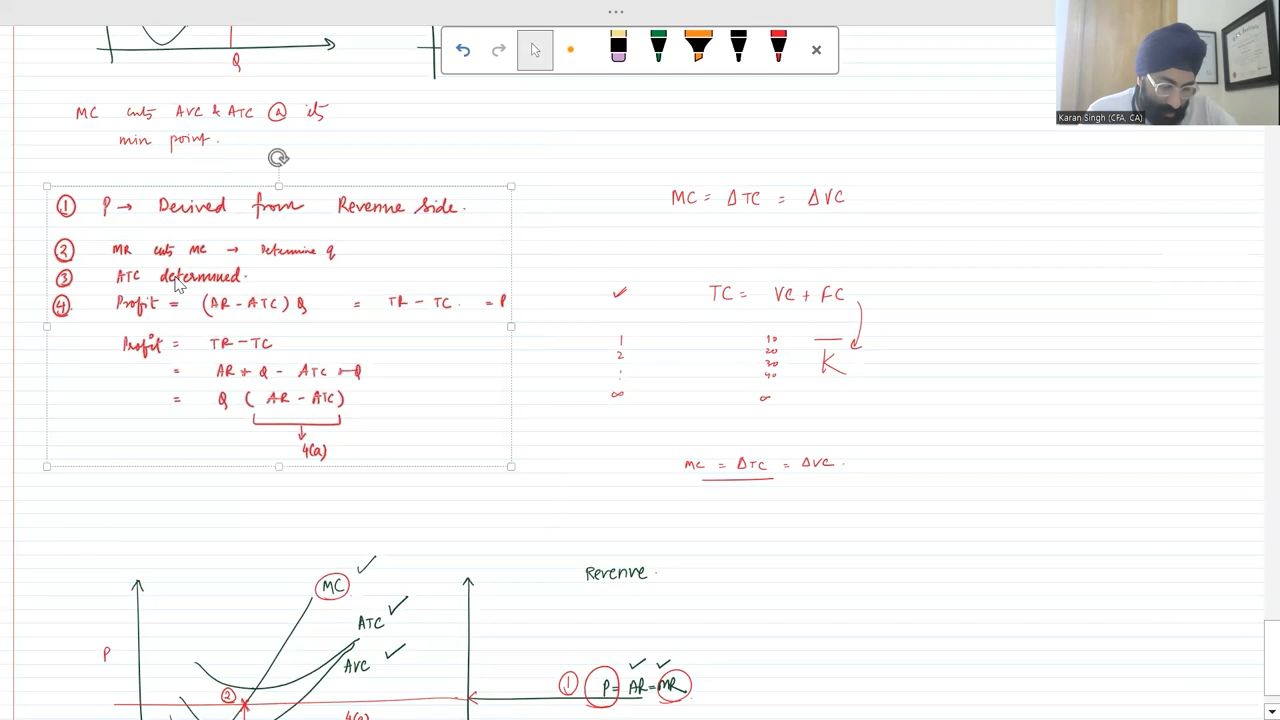 Q
MC cuts AVC & ATC @ its
min point.
① P → Derived from Revenue side.
② MR cuts MC → Determine q
③ ATC determined.
④ Profit = (AR - ATC) Q = TR - TC. = P
Profit = TR - TC
= AR * Q - ATC * Q
= Q ( AR - ATC)
4(a)
MC = ΔTC = ΔVC
TC = VC + FC
1 10
2 20
: 30
40
∞ ∞
K
MC = ΔTC = ΔVC.
Revenue.
MC
ATC
AVC
P
②
① P = AR = MR
4(a)
Karan Singh (CFA, CA)